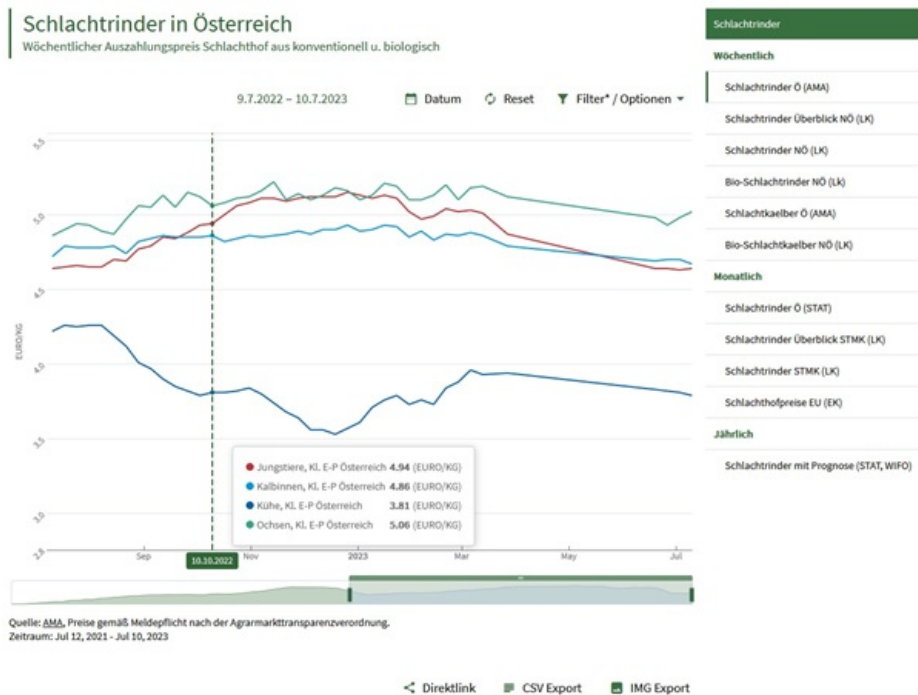 Schlachtrinder in Österreich
Wöchentlicher Auszahlungspreis Schlachthof aus konventionell u. biologisch
9.7.2022 – 10.7.2023
Datum
Reset
Filter* / Optionen
5.5
5.0
4.5
4.0
3.5
3.0
2.8
EURO/KG
Jungstiere, Kl. E-P Österreich 4.94 (EURO/KG)
Kalbinnen, Kl. E-P Österreich 4.86 (EURO/KG)
Kühe, Kl. E-P Österreich 3.81 (EURO/KG)
Ochsen, Kl. E-P Österreich 5.06 (EURO/KG)
Sep
10.10.2022
Nov
2023
Mar
May
Jul
Quelle: AMA, Preise gemäß Meldepflicht nach der Agrarmarkttransparenzverordnung.
Zeitraum: Jul 12, 2021 - Jul 10, 2023
Direktlink
CSV Export
IMG Export
Schlachtrinder
Wöchentlich
Schlachtrinder Ö (AMA)
Schlachtrinder Überblick NÖ (LK)
Schlachtrinder NÖ (LK)
Bio-Schlachtrinder NÖ (Lk)
Schlachtkaelber Ö (AMA)
Bio-Schlachtkaelber NÖ (LK)
Monatlich
Schlachtrinder Ö (STAT)
Schlachtrinder Überblick STMK (LK)
Schlachtrinder STMK (LK)
Schlachthofpreise EU (EK)
Jährlich
Schlachtrinder mit Prognose (STAT, WIFO)